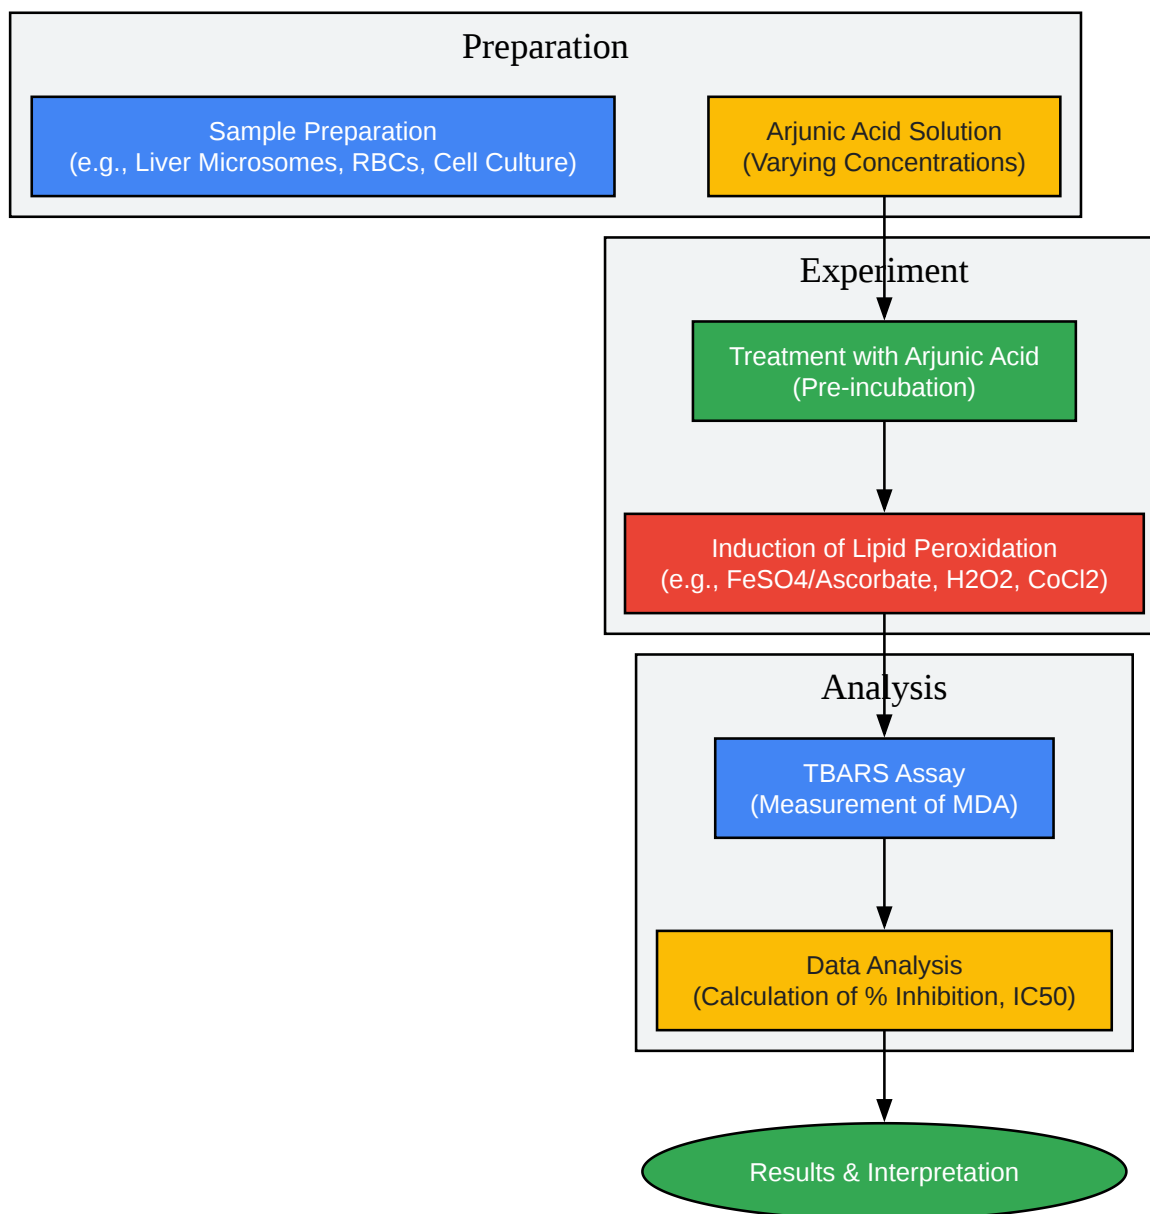 Preparation
Sample Preparation
(e.g., Liver Microsomes, RBCs, Cell Culture)
Arjunic Acid Solution
(Varying Concentrations)
Experiment
Treatment with Arjunic Acid
(Pre-incubation)
Induction of Lipid Peroxidation
(e.g., FeSO4/Ascorbate, H2O2, CoCl2)
Analysis
TBARS Assay
(Measurement of MDA)
Data Analysis
(Calculation of % Inhibition, IC50)
Results & Interpretation